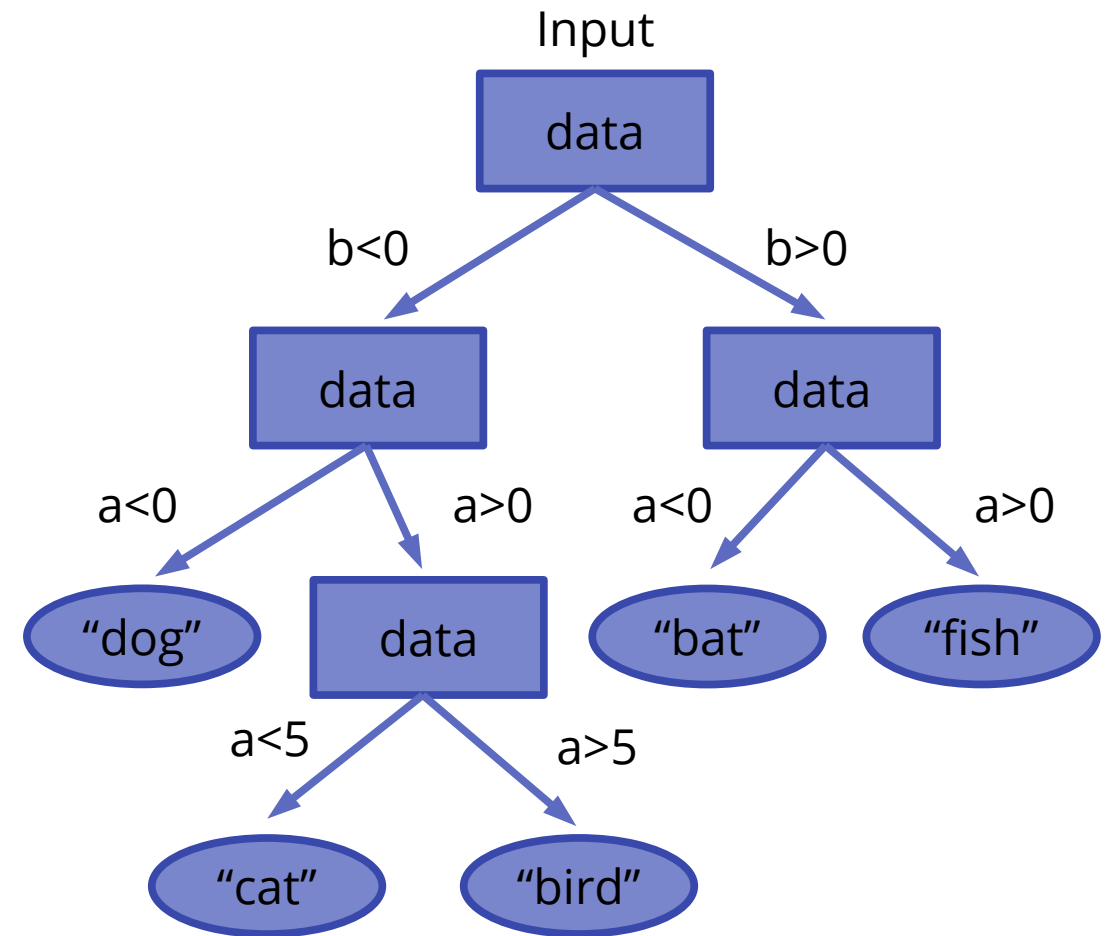 Input
data
b<0
b>0
data
data
a<0
a>0
a<0
a>0
“dog”
data
“bat”
“fish”
a<5
a>5
“cat”
“bird”